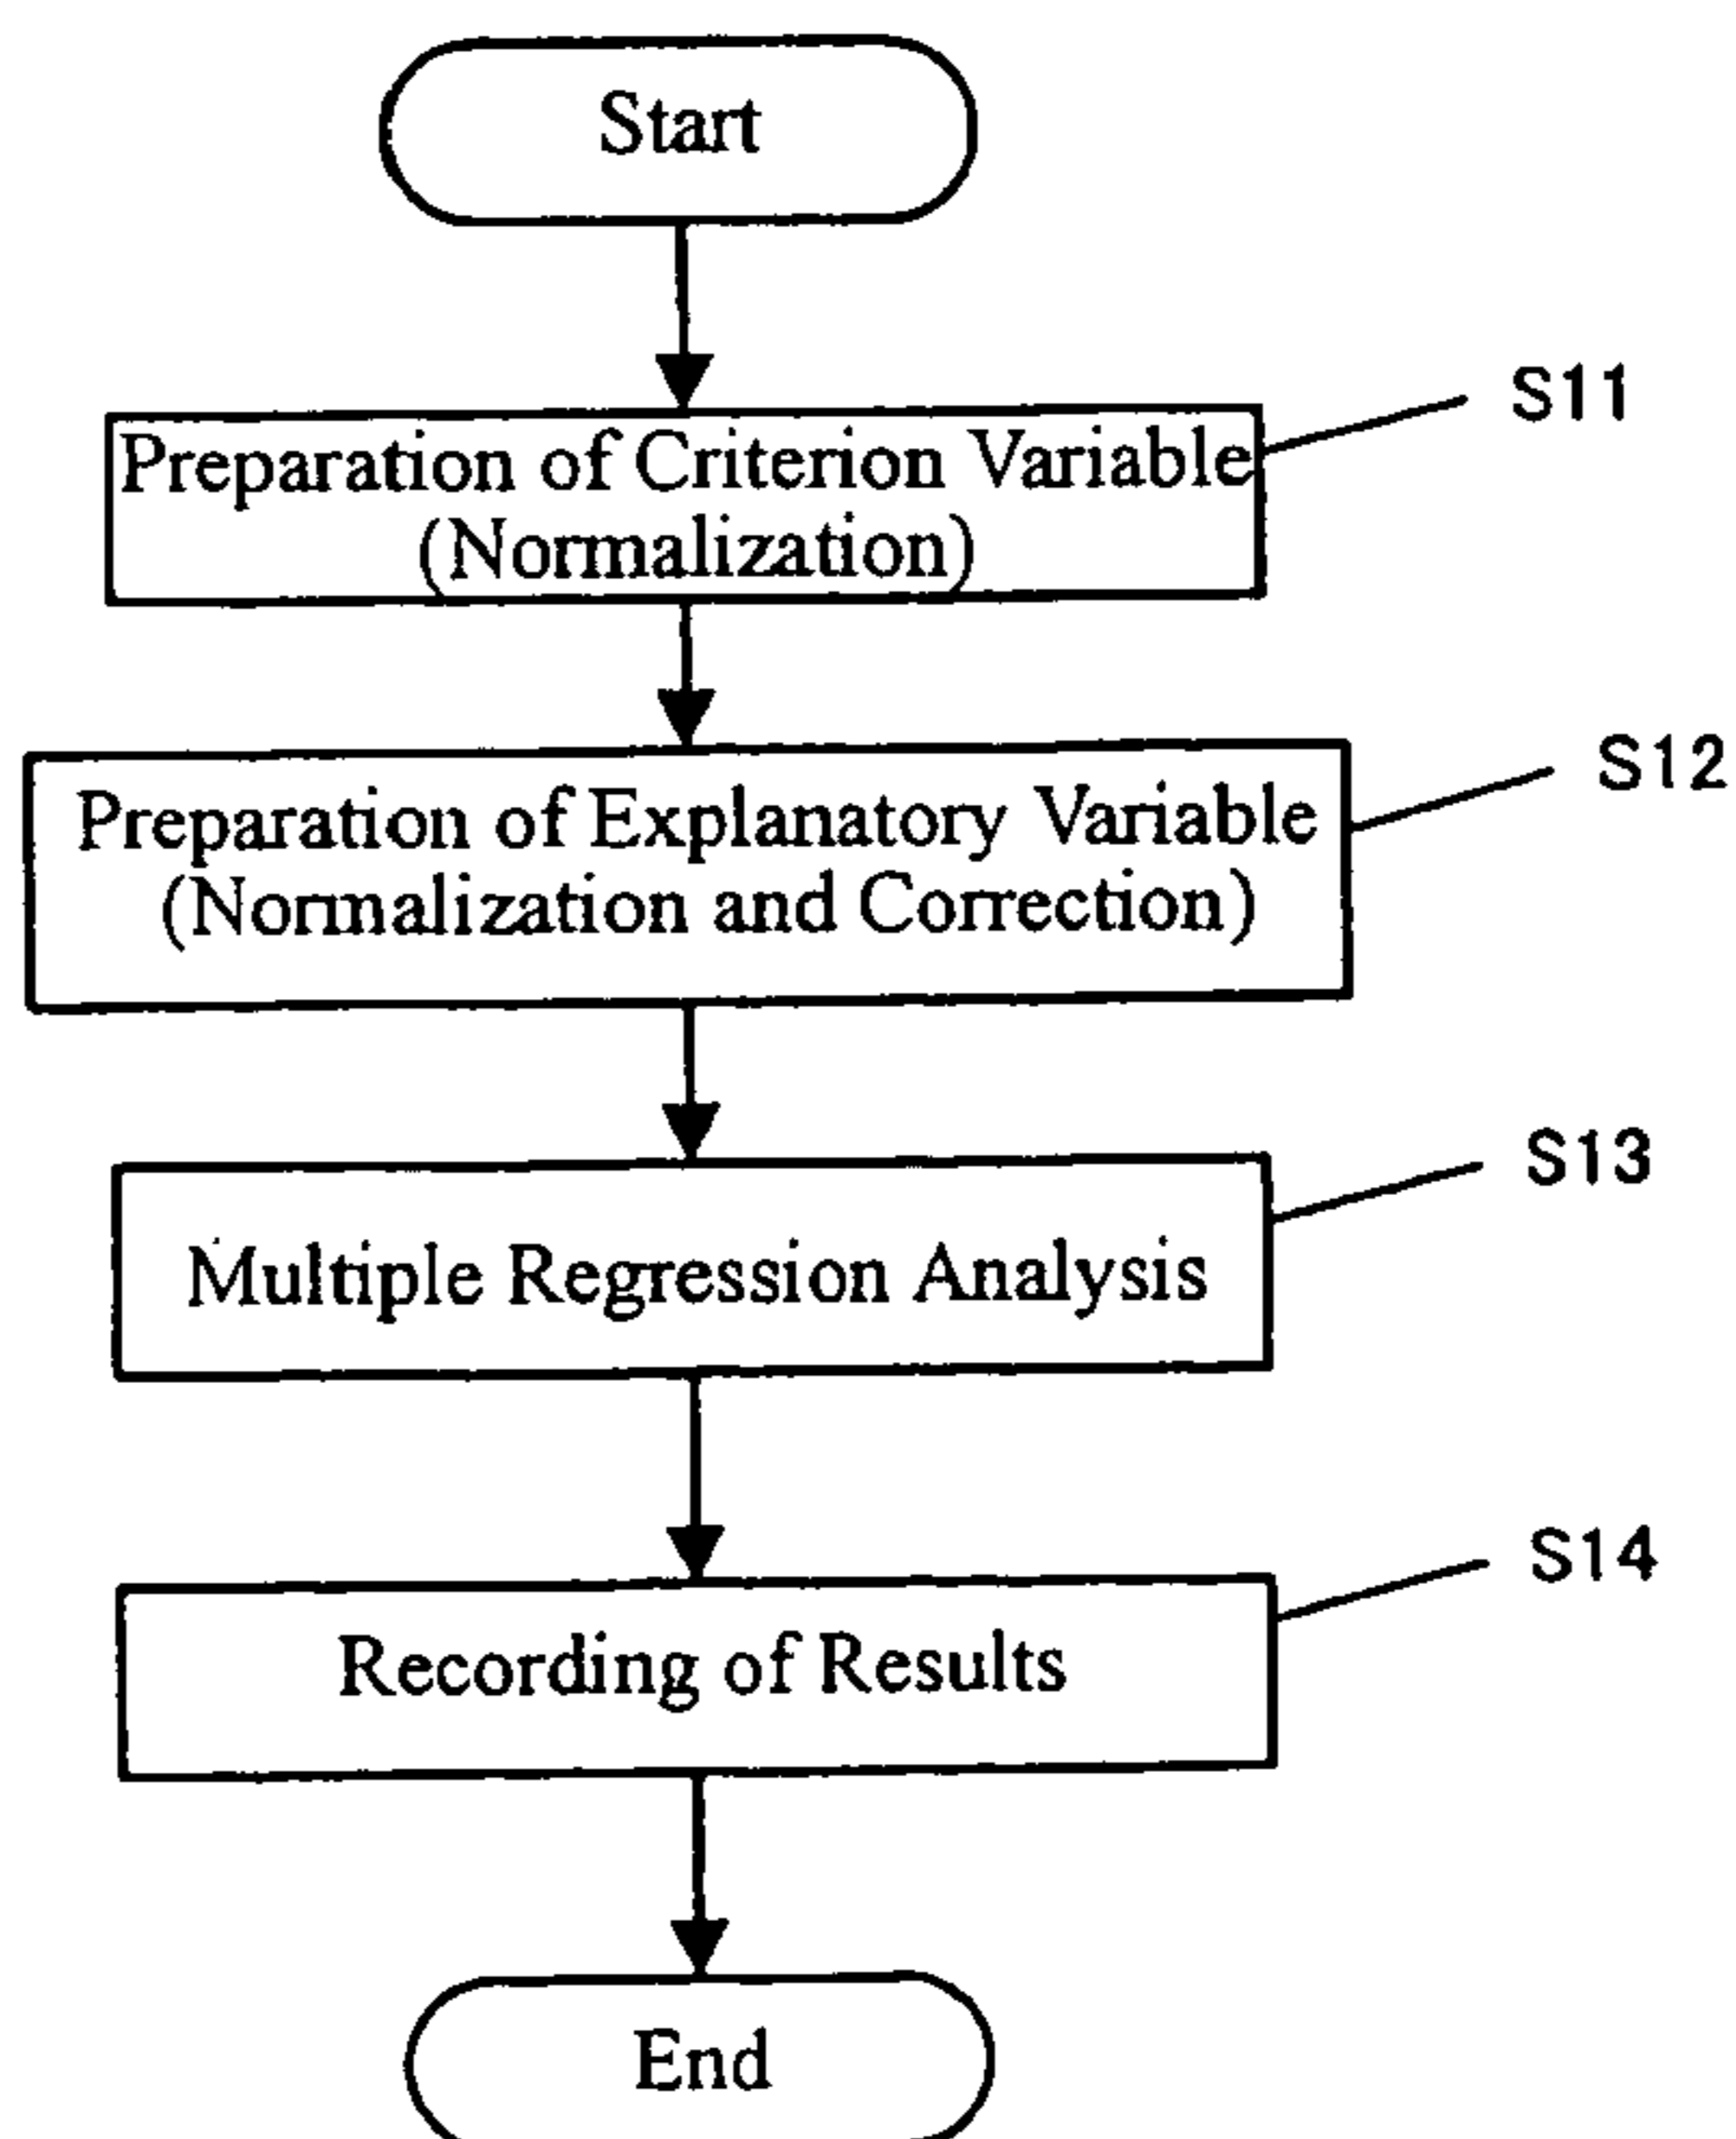 Start
S11
Preparation of Criterion Variable
(Normalization)
S12
Preparation of Explanatory Variable
(Normalization and Correction)
S13
Multiple Regression Analysis
S14
Recording of Results
End